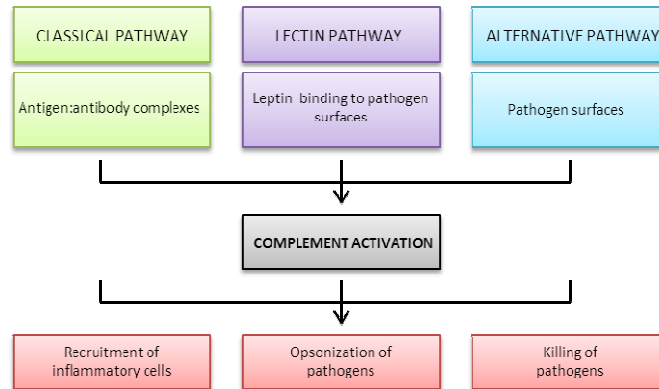 CLASSICAL PATHWAY
LECTIN PATHWAY
ALTERNATIVE PATHWAY
Antigen:antibody complexes
Leptin binding to pathogen
surfaces
Pathogen surfaces
COMPLEMENT ACTIVATION
Recruitment of
inflammatory cells
Opsonization of
pathogens
Killing of
pathogens